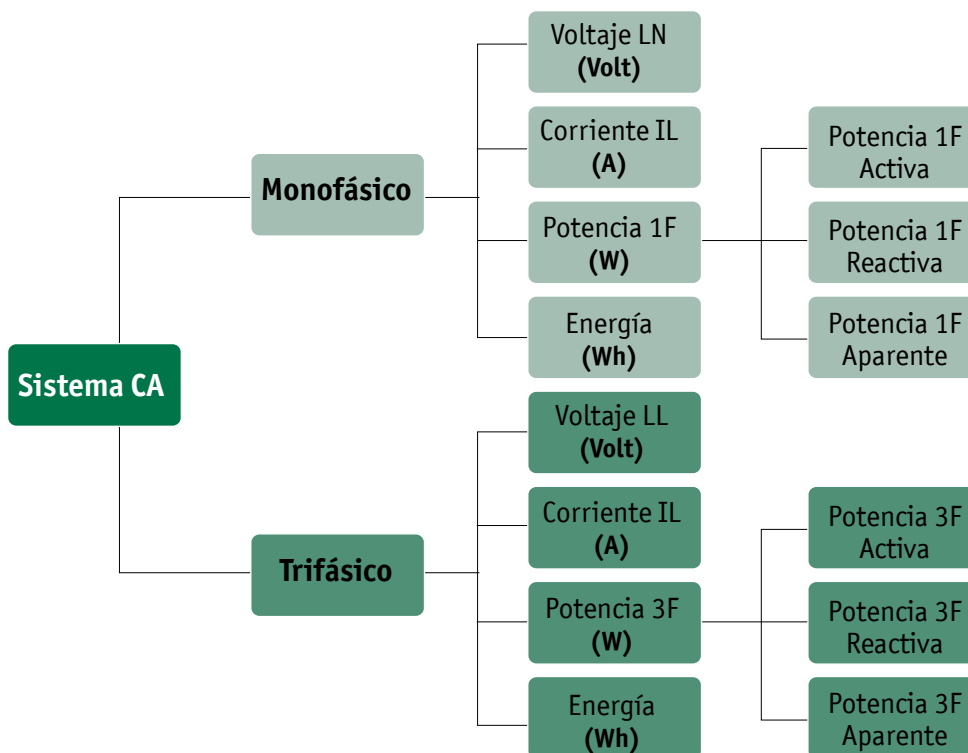 Sistema CA
Monofásico
Voltaje LN
(Volt)
Corriente IL
(A)
Potencia 1F
(W)
Energía
(Wh)
Potencia 1F
Activa
Potencia 1F
Reactiva
Potencia 1F
Aparente
Trifásico
Voltaje LL
(Volt)
Corriente IL
(A)
Potencia 3F
(W)
Energía
(Wh)
Potencia 3F
Activa
Potencia 3F
Reactiva
Potencia 3F
Aparente